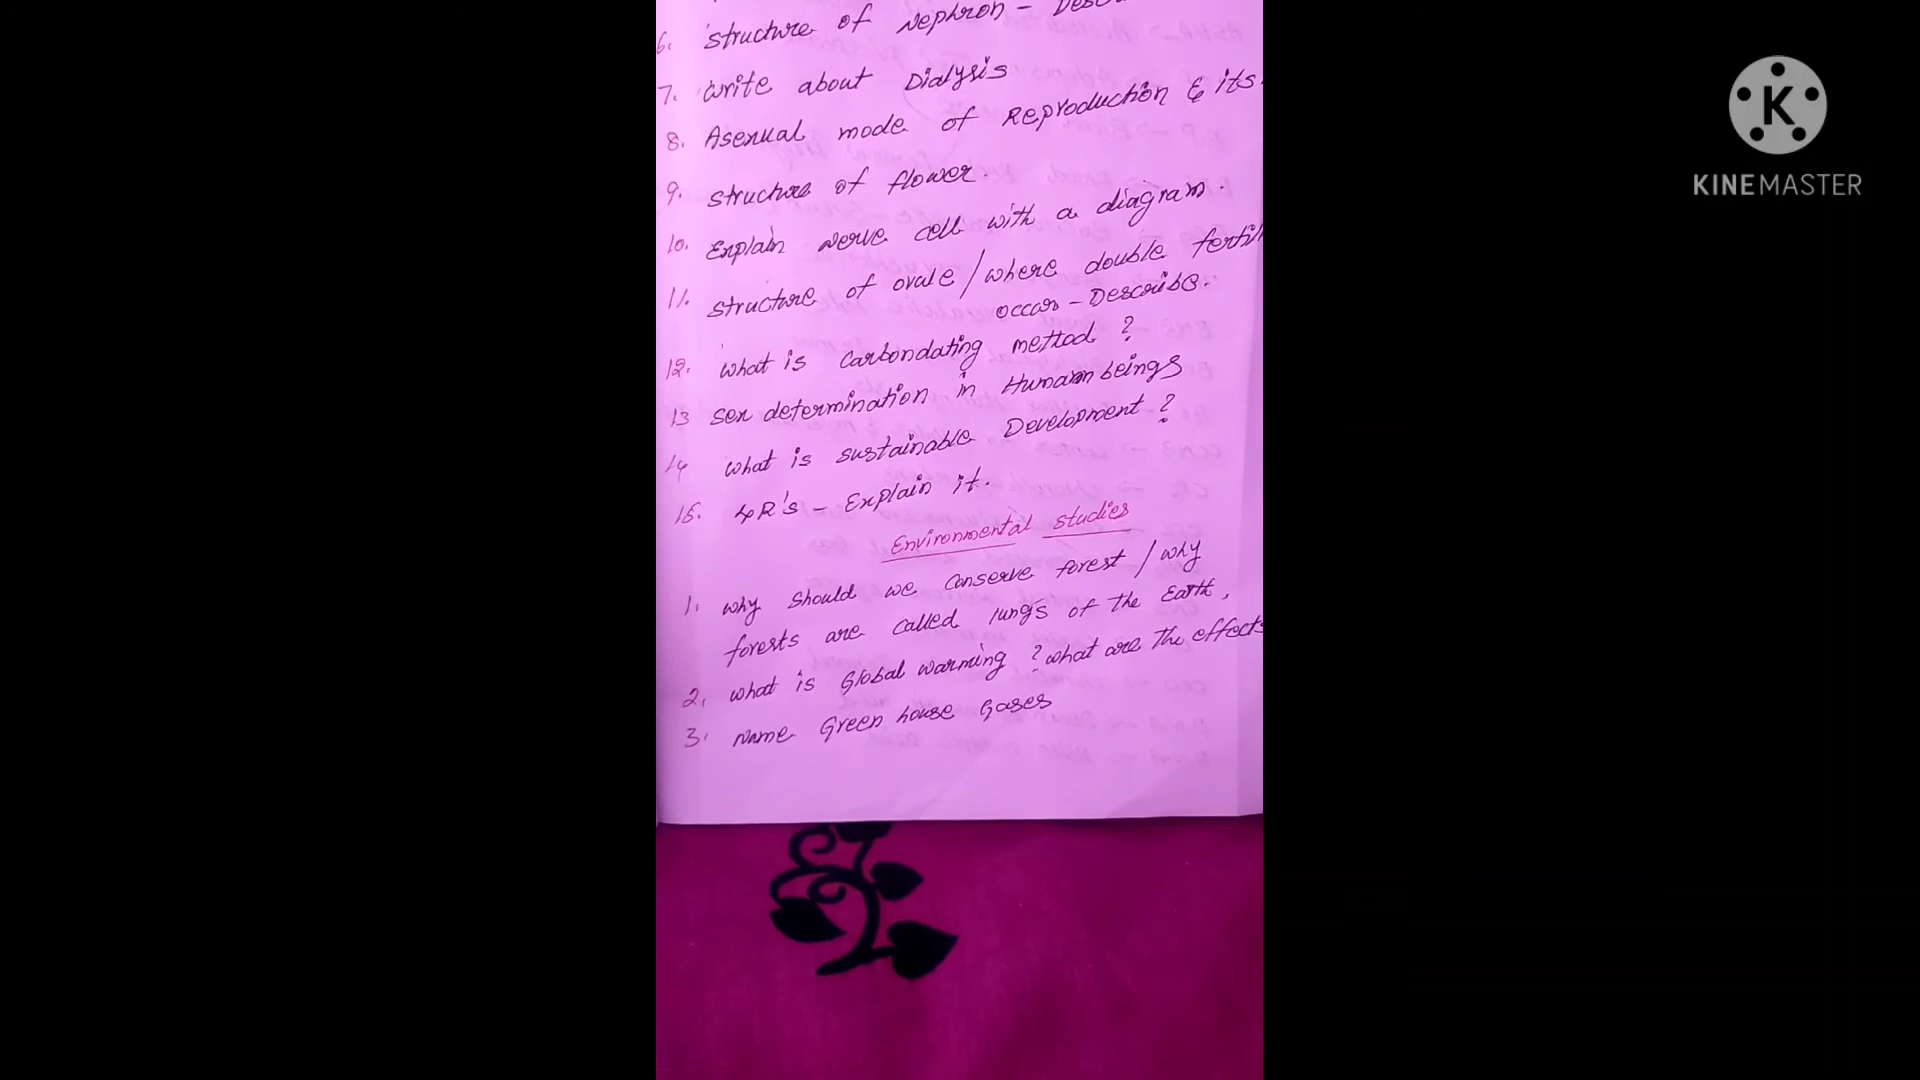 6. structure of Nephron -
7. write about Dialysis
8. Asexual mode of Reproduction & its
9. structure of flower.
10. Explain Nerve cell with a diagram.
11. structure of ovule / where double
occur - Describe.
12. what is Carbondating method ?
13 sex determination in Human beings
14 what is sustainable Development ?
15. 4R's - Explain it.
Environmental studies
1. why should we conserve forest / why
forests are called lungs of the Earth,
2. what is Global warming ? what are the effects
3. Name Green house Gases
K
KINEMASTER